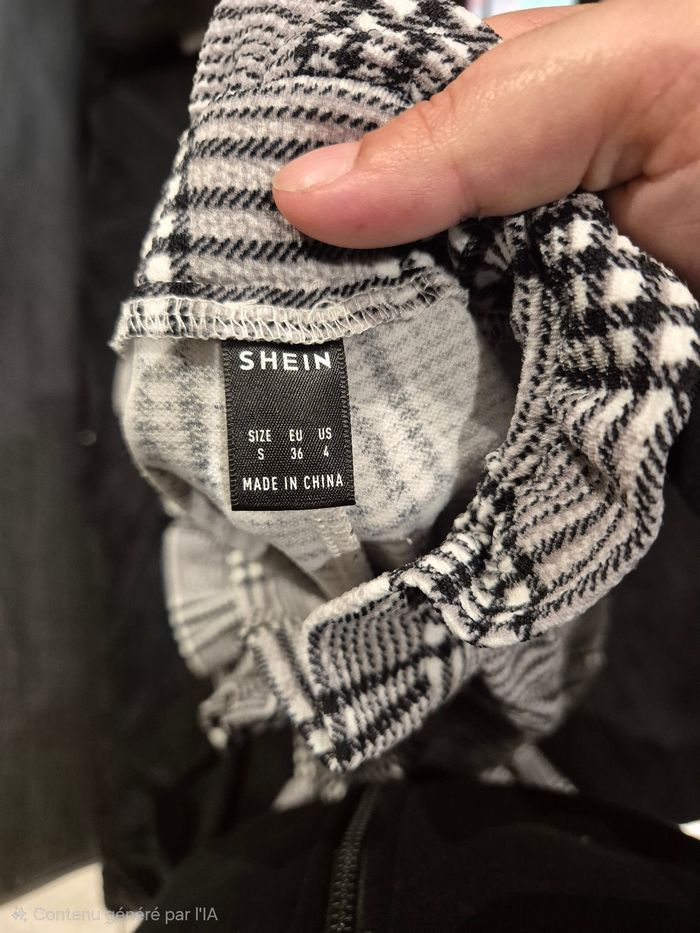 SHEIN
SIZE EU US
S 36 4
MADE IN CHINA
Contenu généré par l'IA